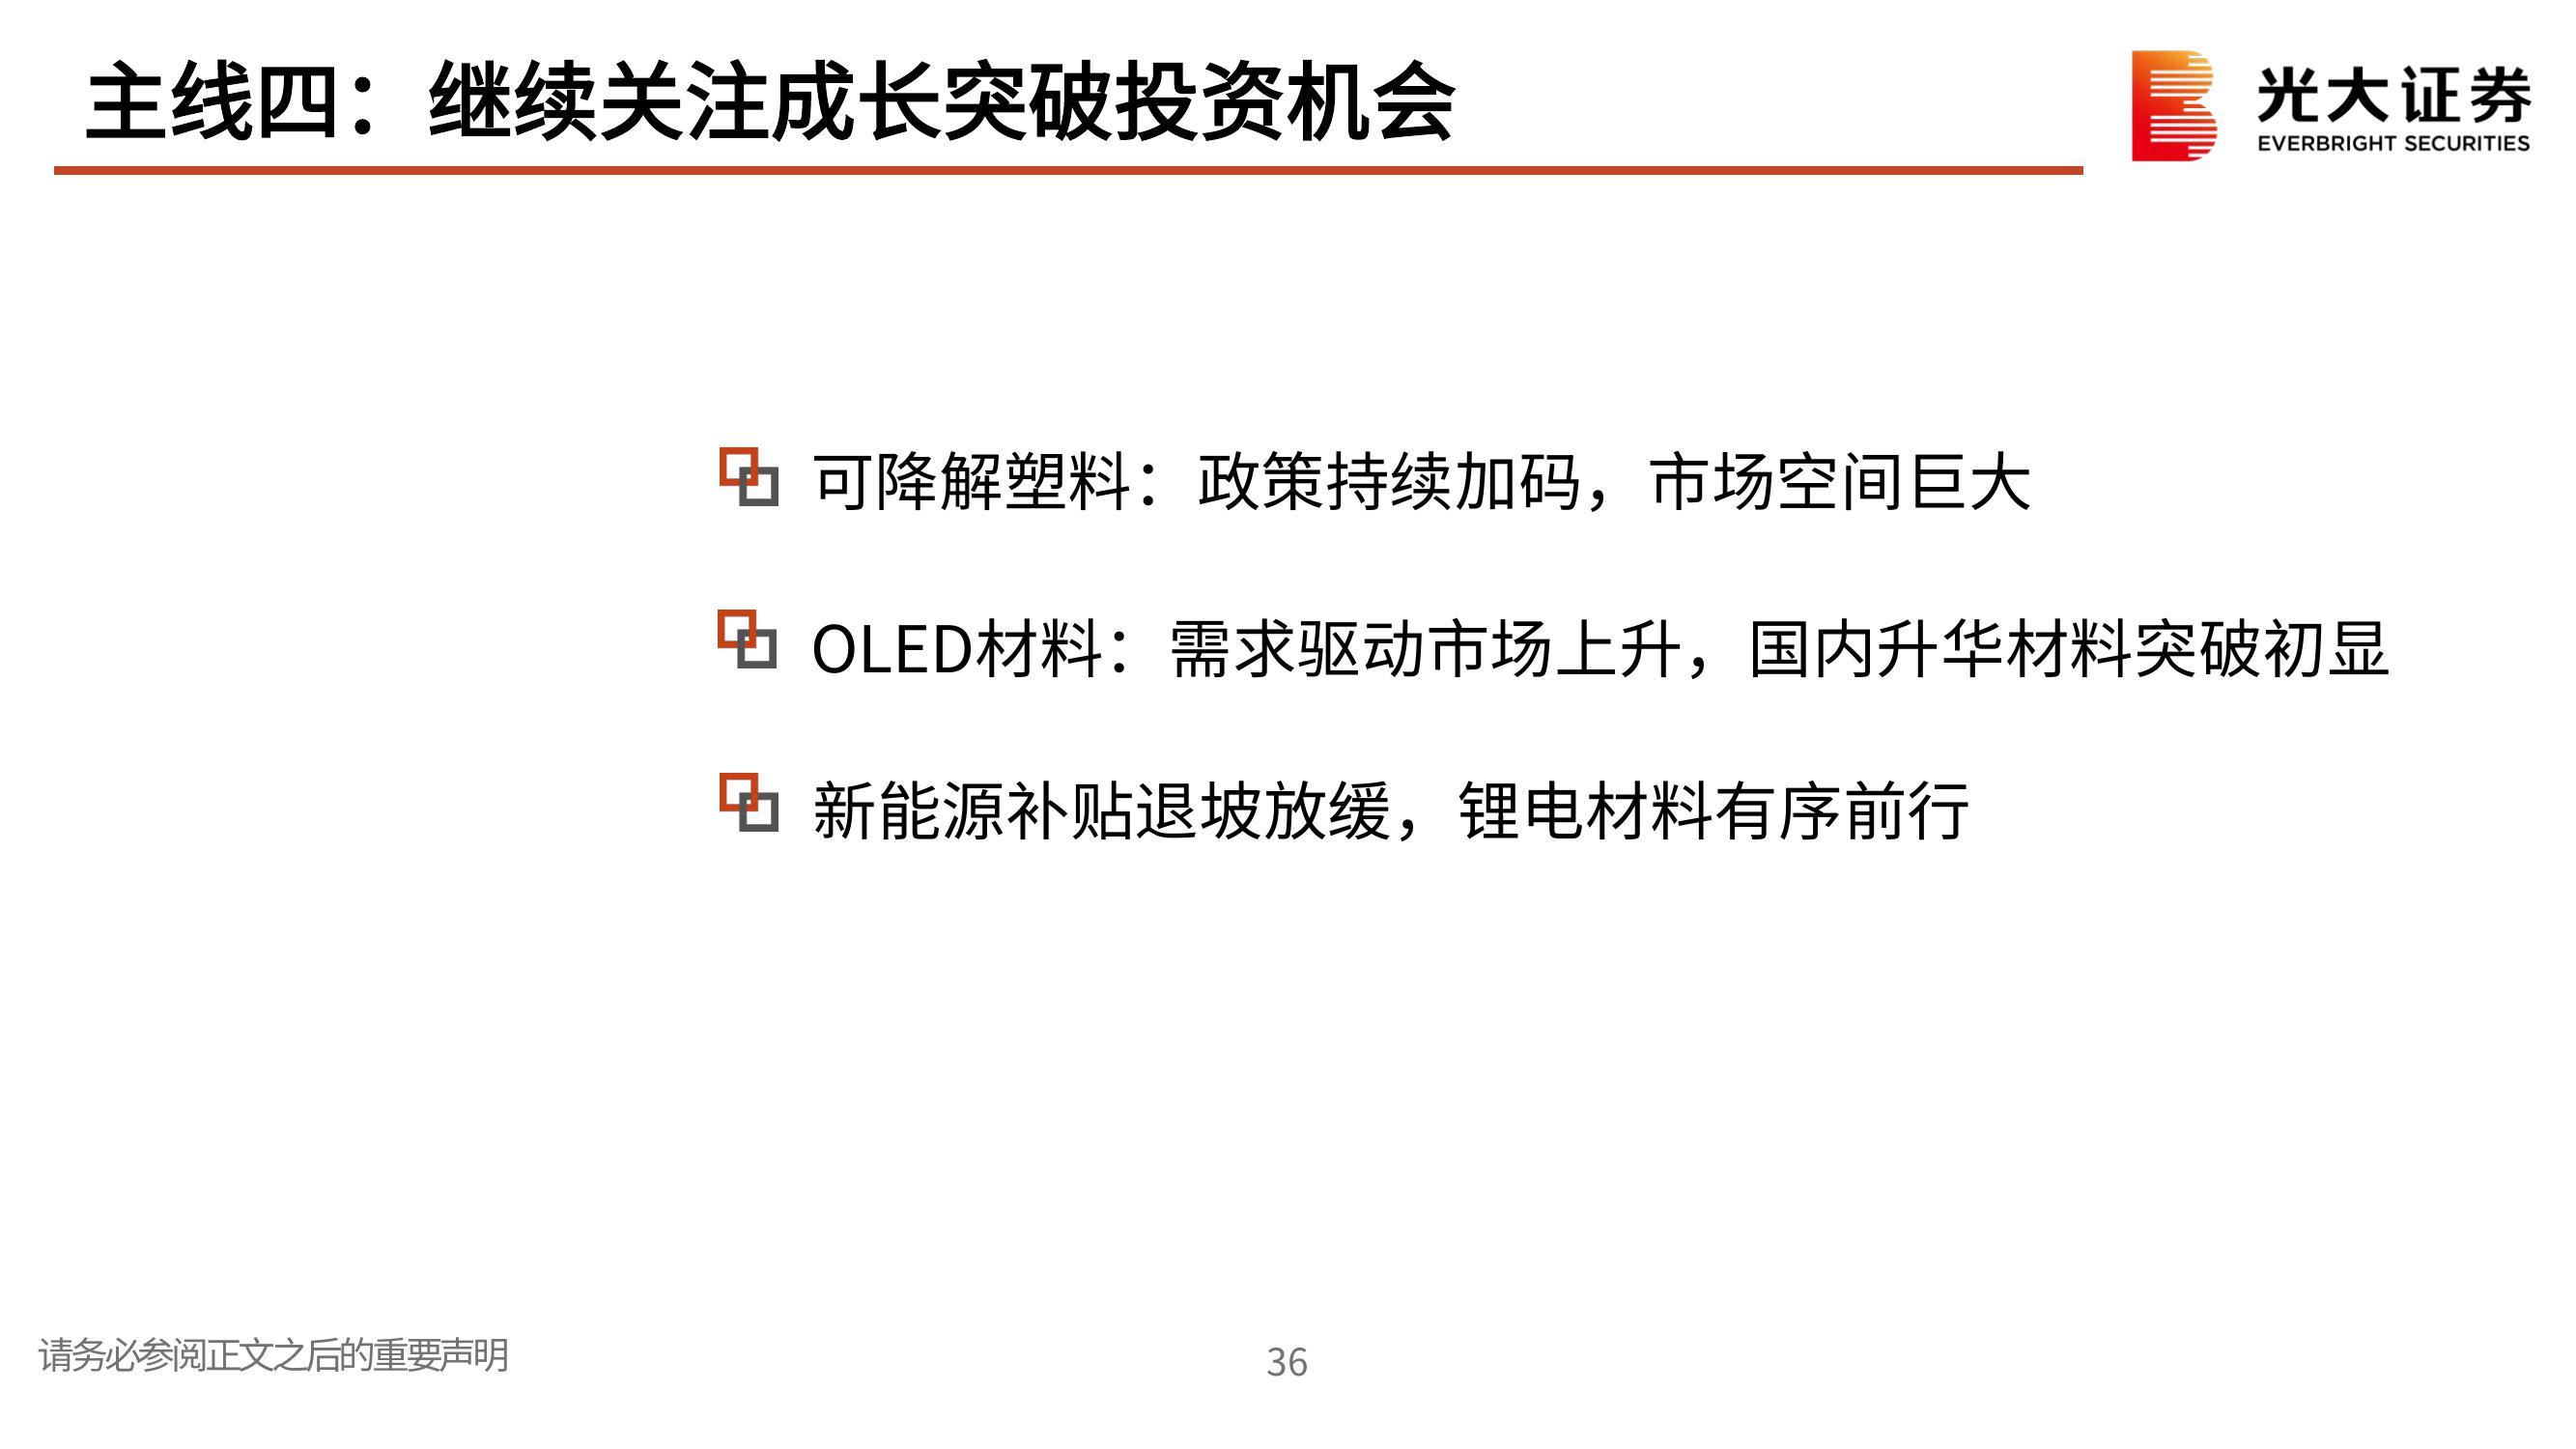 主线四：继续关注成长突破投资机会
光大证券
EVERBRIGHT SECURITIES
可降解塑料：政策持续加码，市场空间巨大
OLED材料：需求驱动市场上升，国内升华材料突破初显
新能源补贴退坡放缓，锂电材料有序前行
请务必参阅正文之后的重要声明
36